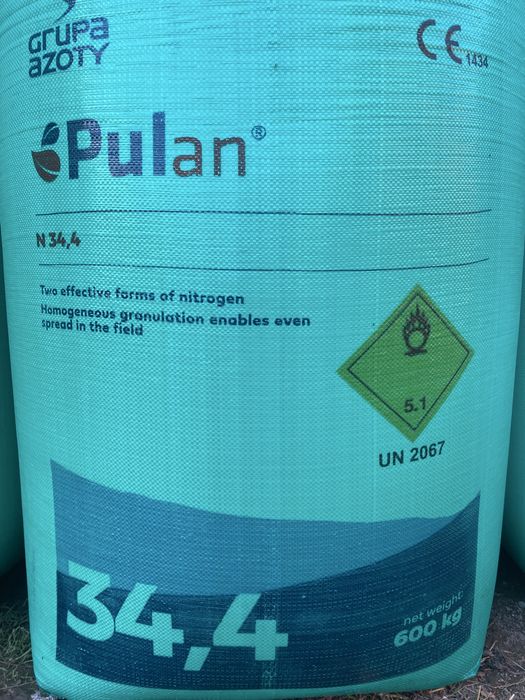 GRUPA
AZOTY
CE 1434
Pulan®
N 34,4
Two effective forms of nitrogen
Homogeneous granulation enables even
spread in the field
5.1
UN 2067
34,4
net weight:
600 kg